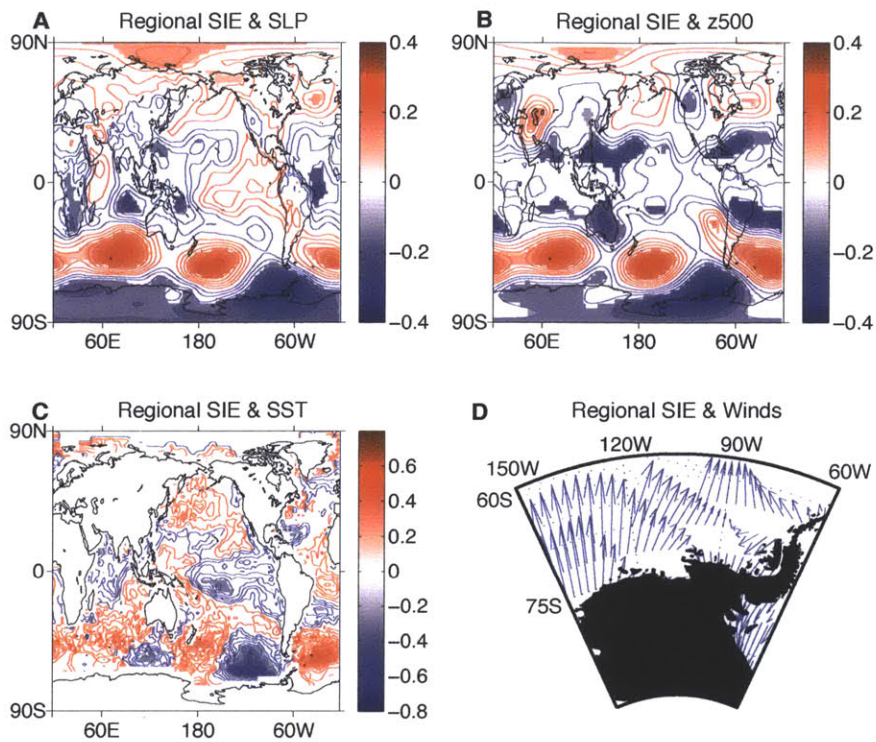 A Regional SIE & SLP
90N
0
90S
60E 180 60W
0.4
0.2
0
−0.2
−0.4
B Regional SIE & z500
90N
0
90S
60E 180 60W
0.4
0.2
0
−0.2
−0.4
C Regional SIE & SST
90N
0
90S
60E 180 60W
0.6
0.4
0.2
0
−0.2
−0.4
−0.6
−0.8
D Regional SIE & Winds
150W 120W 90W 60W
60S
75S